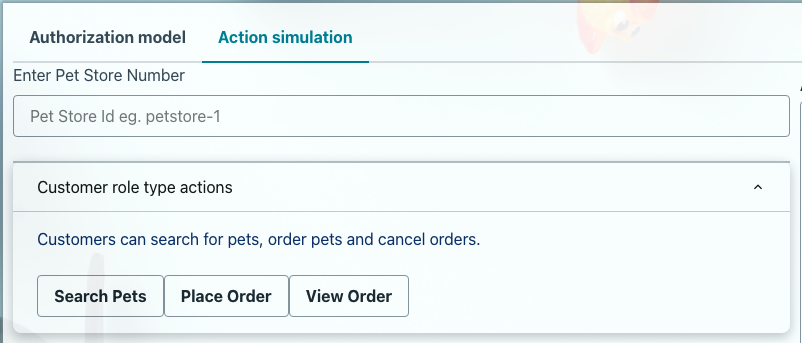 Authorization model Action simulation
Enter Pet Store Number
Pet Store Id eg. petstore-1
Customer role type actions
Customers can search for pets, order pets and cancel orders.
Search Pets Place Order View Order